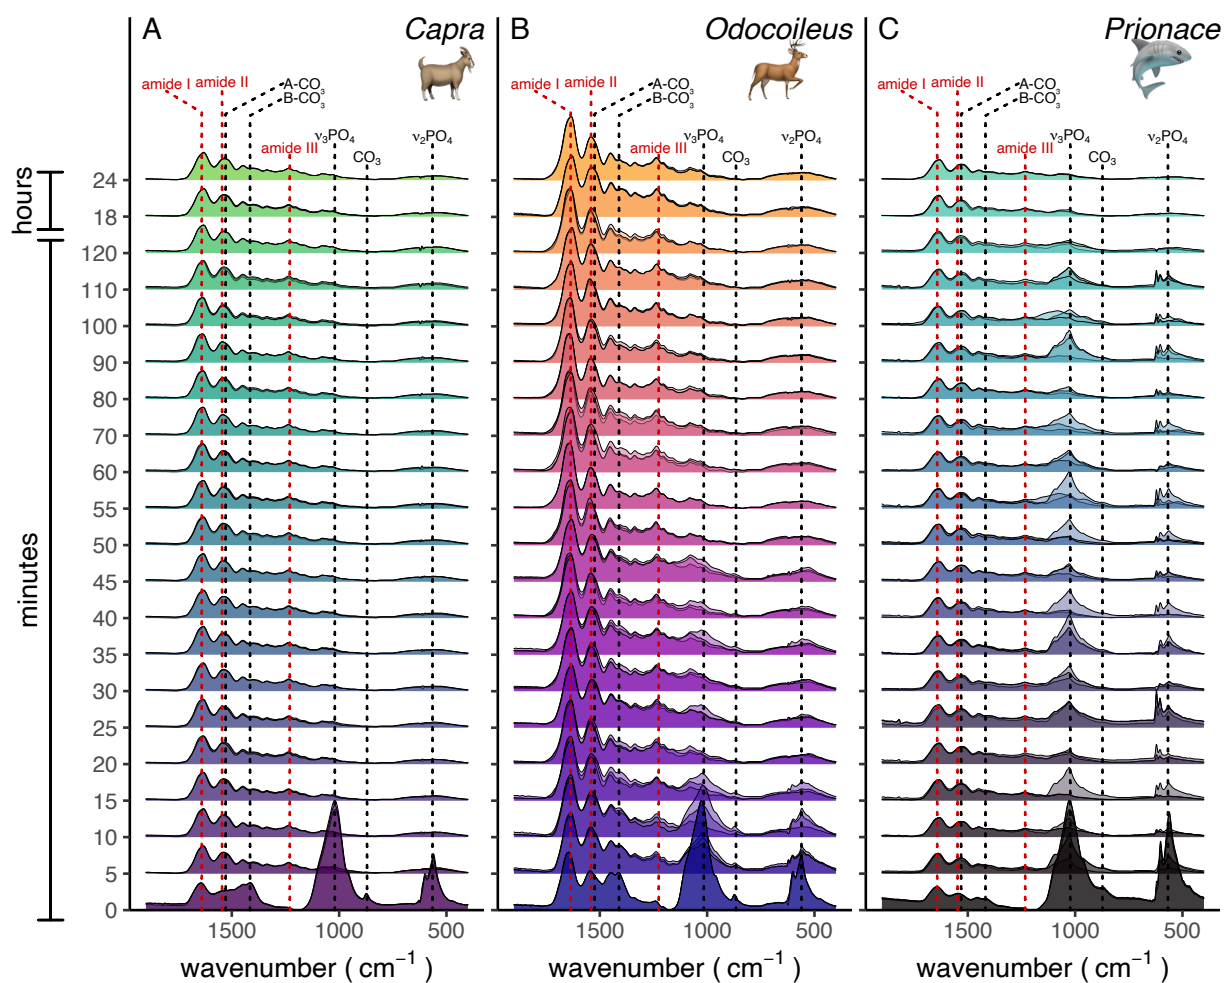 A
Capra
amide I
amide II
A-CO₃
B-CO₃
amide III
ν₃PO₄
CO₃
ν₂PO₄
B
Odocoileus
amide I
amide II
A-CO₃
B-CO₃
amide III
ν₃PO₄
CO₃
ν₂PO₄
C
Prionace
amide I
amide II
A-CO₃
B-CO₃
amide III
ν₃PO₄
CO₃
ν₂PO₄
hours
minutes
24
18
120
110
100
90
80
70
60
55
50
45
40
35
30
25
20
15
10
5
0
1500 1000 500
1500 1000 500
1500 1000 500
wavenumber ( cm⁻¹ )
wavenumber ( cm⁻¹ )
wavenumber ( cm⁻¹ )